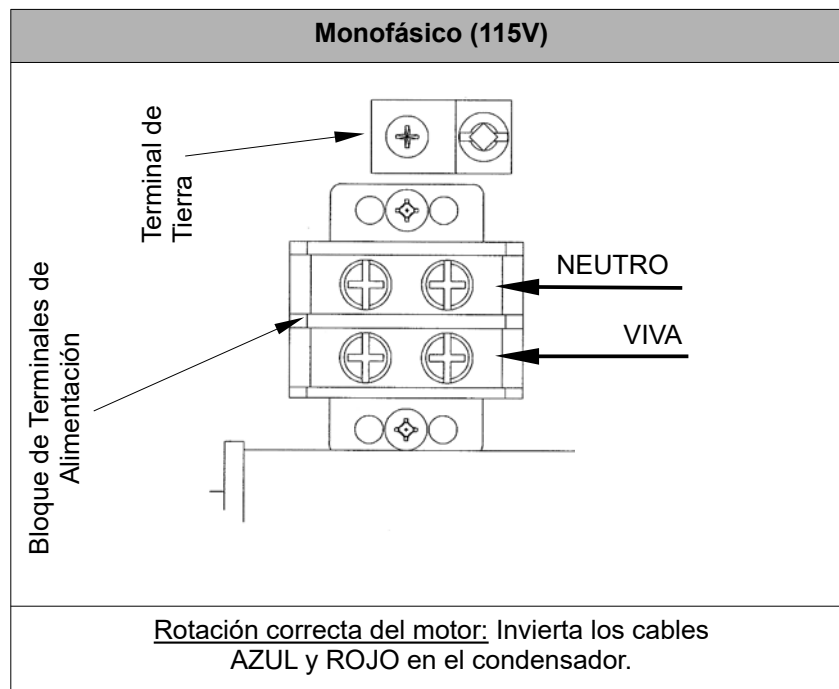 Monofásico (115V)
Terminal de
Tierra
NEUTRO
VIVA
Bloque de Terminales de
Alimentación
Rotación correcta del motor: Invierta los cables
AZUL y ROJO en el condensador.